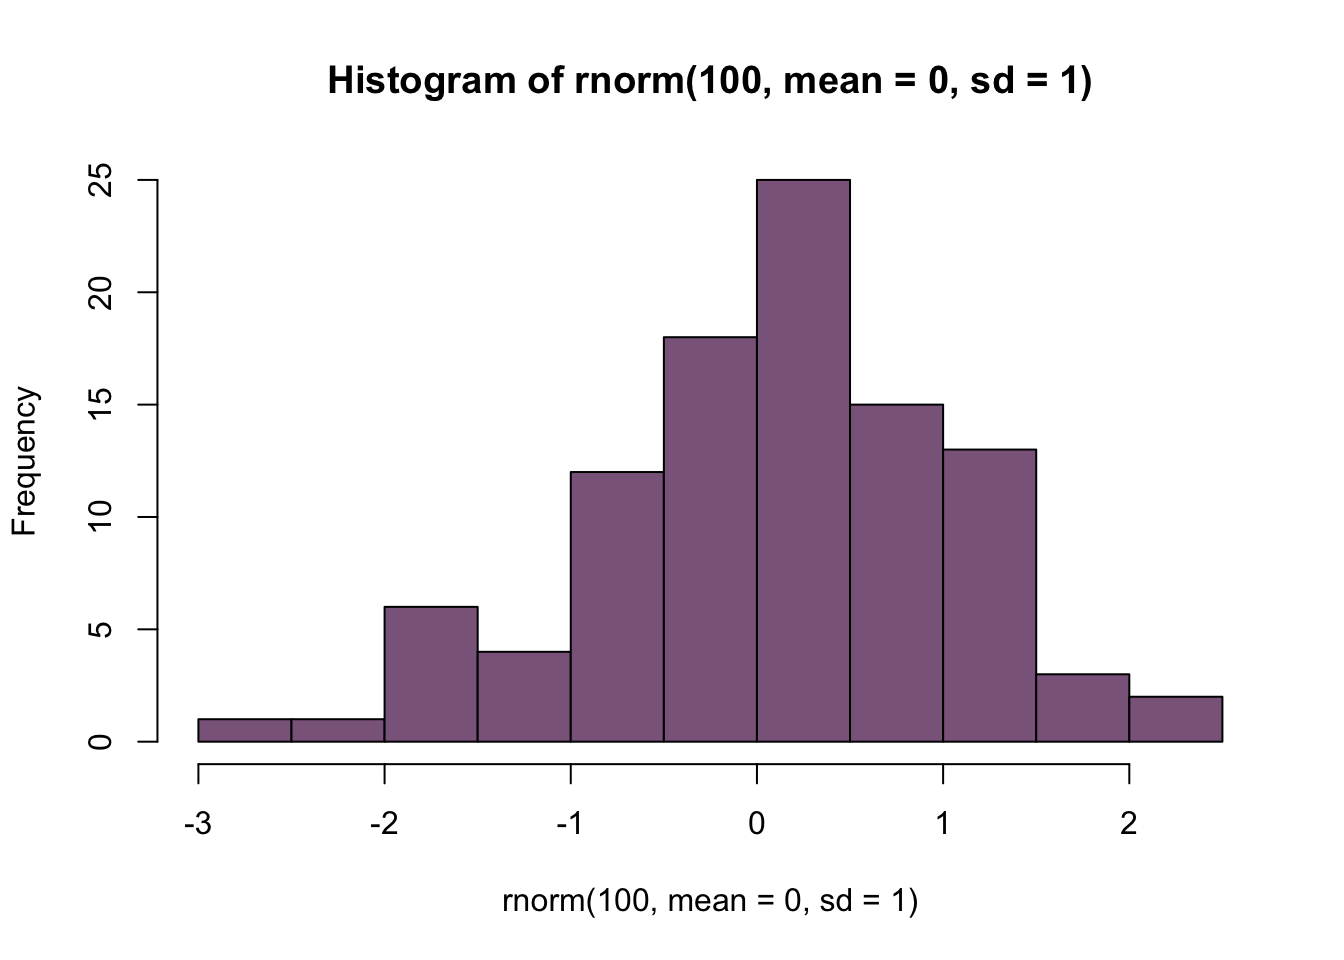 Histogram of rnorm(100, mean = 0, sd = 1)
Frequency
25
20
15
10
5
0
-3 -2 -1 0 1 2
rnorm(100, mean = 0, sd = 1)